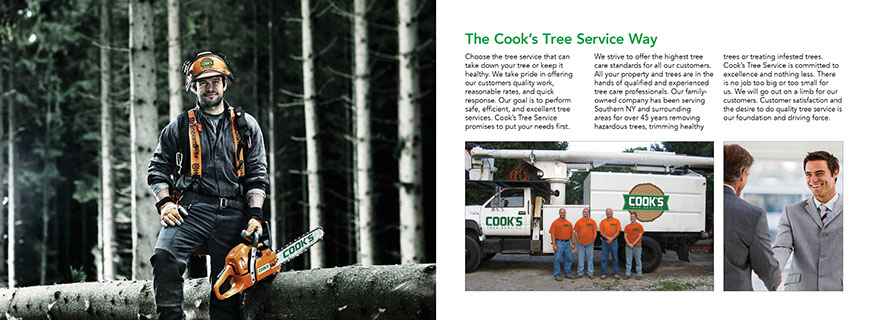 COOK'S
The Cook's Tree Service Way
Choose the tree service that can
take down your tree or keep it
healthy. We take pride in offering
our customers quality work,
reasonable rates, and quick
response. Our goal is to perform
safe, efficient, and excellent tree
services. Cook's Tree Service
promises to put your needs first.
We strive to offer the highest tree
care standards for all our customers.
All your property and trees are in the
hands of qualified and experienced
tree care professionals. Our family-
owned company has been serving
Southern NY and surrounding
areas for over 45 years removing
hazardous trees, trimming healthy
trees or treating infested trees.
Cook's Tree Service is committed to
excellence and nothing less. There
is no job too big or too small for
us. We will go out on a limb for our
customers. Customer satisfaction and
the desire to do quality tree service is
our foundation and driving force.
COOK'S
TREE SERVICE
COOK'S
TREE SERVICE